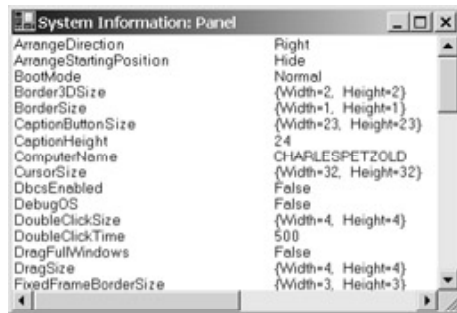 System Information: Panel
ArrangeDirection Right
ArrangeStartingPosition Hide
BootMode Normal
Border3DSize {Width=2, Height=2}
BorderSize {Width=1, Height=1}
CaptionButtonSize {Width=23, Height=23}
CaptionHeight 24
ComputerName CHARLESPETZOLD
CursorSize {Width=32, Height=32}
DbcsEnabled False
DebugOS False
DoubleClickSize {Width=4, Height=4}
DoubleClickTime 500
DragFullWindows False
DragSize {Width=4, Height=4}
FixedFrameBorderSize {Width=3, Height=3}